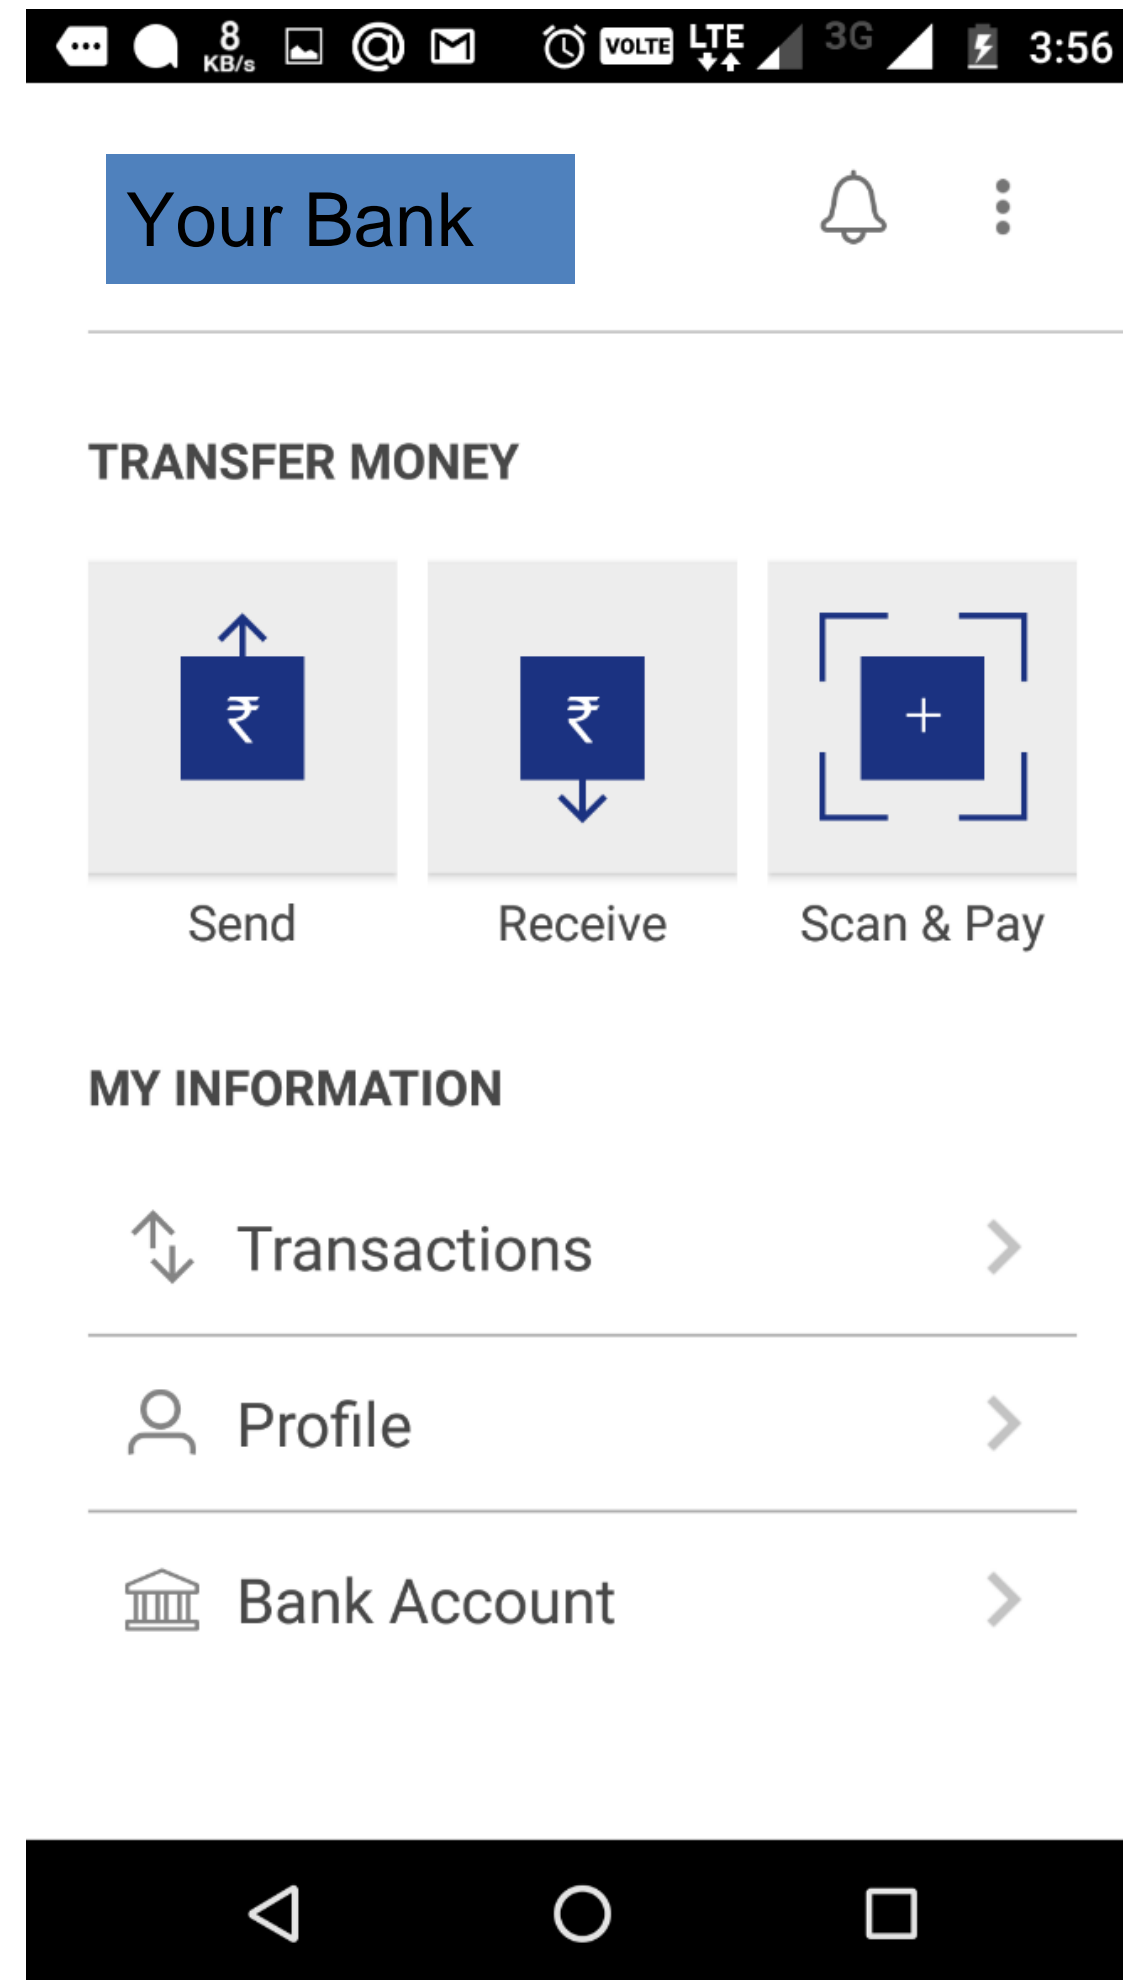 8
KB/s
VOLTE
LTE
3G
3:56
Your Bank
TRANSFER MONEY
₹ ₹ +
Send Receive Scan & Pay
MY INFORMATION
Transactions
Profile
Bank Account